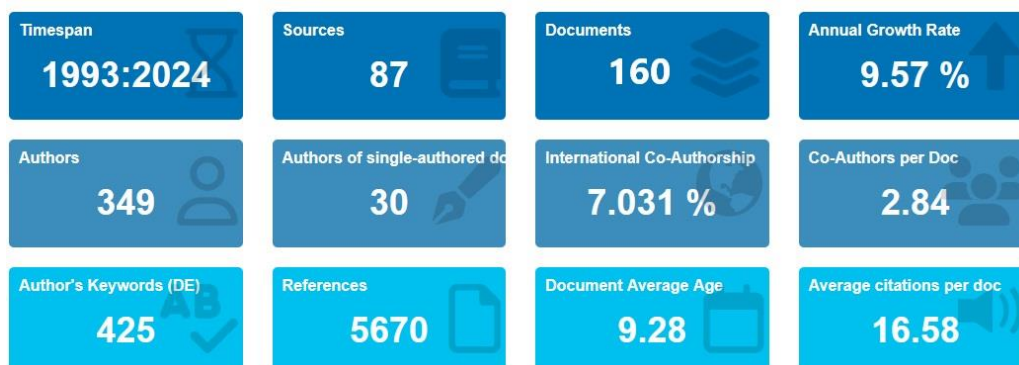 Timespan
1993:2024
Sources
87
Documents
160
Annual Growth Rate
9.57 %
Authors
349
Authors of single-authored do
30
International Co-Authorship
7.031 %
Co-Authors per Doc
2.84
Author's Keywords (DE)
AB
425
References
5670
Document Average Age
9.28
Average citations per doc
16.58